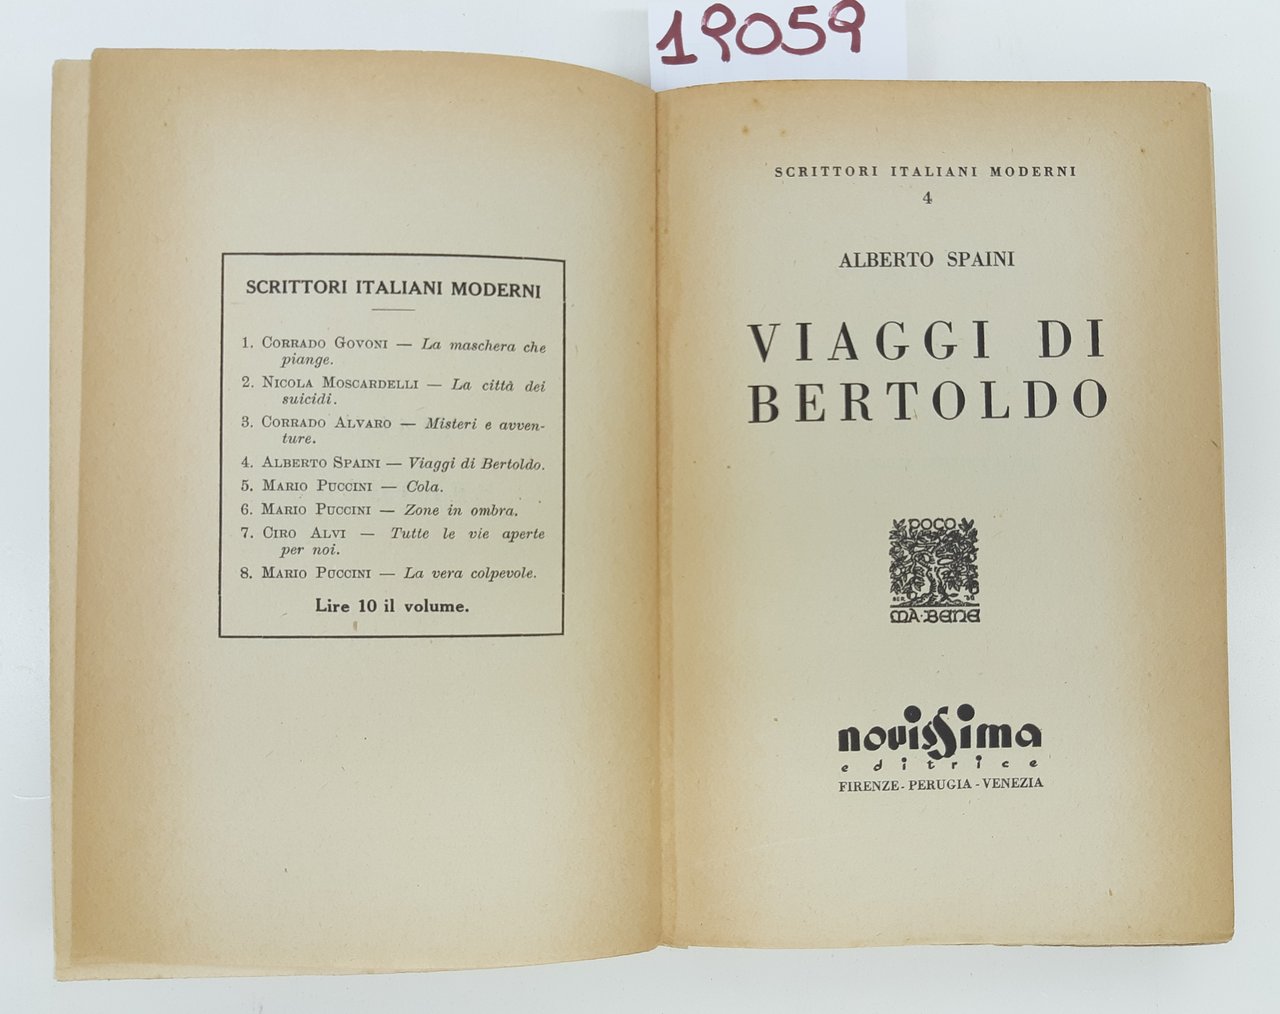 19059
SCRITTORI ITALIANI MODERNI
1. CORRADO GOVONI — La maschera che
piange.
2. NICOLA MOSCARDELLI — La città dei
suicidi.
3. CORRADO ALVARO — Misteri e avven-
ture.
4. ALBERTO SPAINI — Viaggi di Bertoldo.
5. MARIO PUCCINI — Cola.
6. MARIO PUCCINI — Zone in ombra.
7. CIRO ALVI — Tutte le vie aperte
per noi.
8. MARIO PUCCINI — La vera colpevole.
Lire 10 il volume.
SCRITTORI ITALIANI MODERNI
4
ALBERTO SPAINI
VIAGGI DI
BERTOLDO
POCO
MA·BENE
novissima
editrice
FIRENZE - PERUGIA - VENEZIA